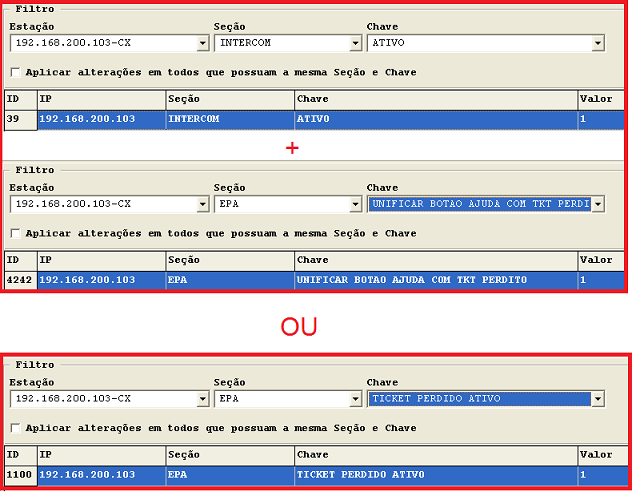 Filtro
Estação Seção Chave
192.168.200.103-CX INTERCOM ATIVO
Aplicar alterações em todos que possuam a mesma Seção e Chave
ID IP Seção Chave Valor
39 192.168.200.103 INTERCOM ATIVO 1
+
Filtro
Estação Seção Chave
192.168.200.103-CX EPA UNIFICAR BOTAO AJUDA COM TKT PERDI
Aplicar alterações em todos que possuam a mesma Seção e Chave
ID IP Seção Chave Valor
4242 192.168.200.103 EPA UNIFICAR BOTAO AJUDA COM TKT PERDITO 1
OU
Filtro
Estação Seção Chave
192.168.200.103-CX EPA TICKET PERDIDO ATIVO
Aplicar alterações em todos que possuam a mesma Seção e Chave
ID IP Seção Chave Valor
1100 192.168.200.103 EPA TICKET PERDIDO ATIVO 1